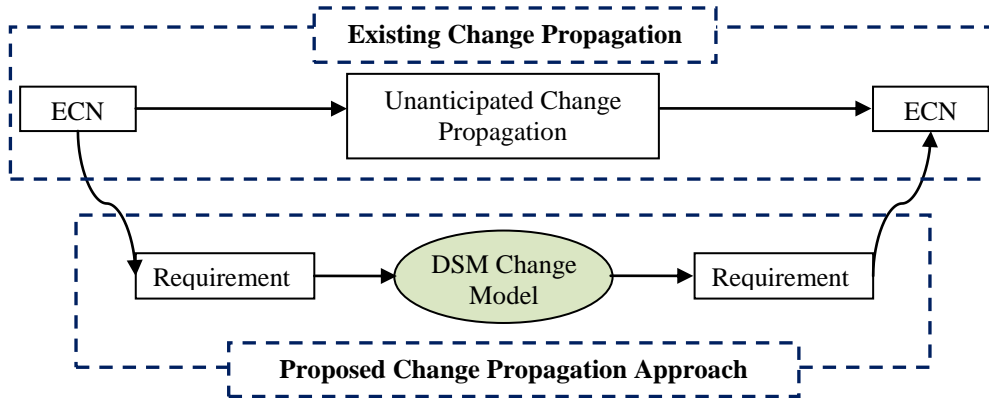 Existing Change Propagation
ECN
Unanticipated Change
Propagation
ECN
Requirement
DSM Change
Model
Requirement
Proposed Change Propagation Approach